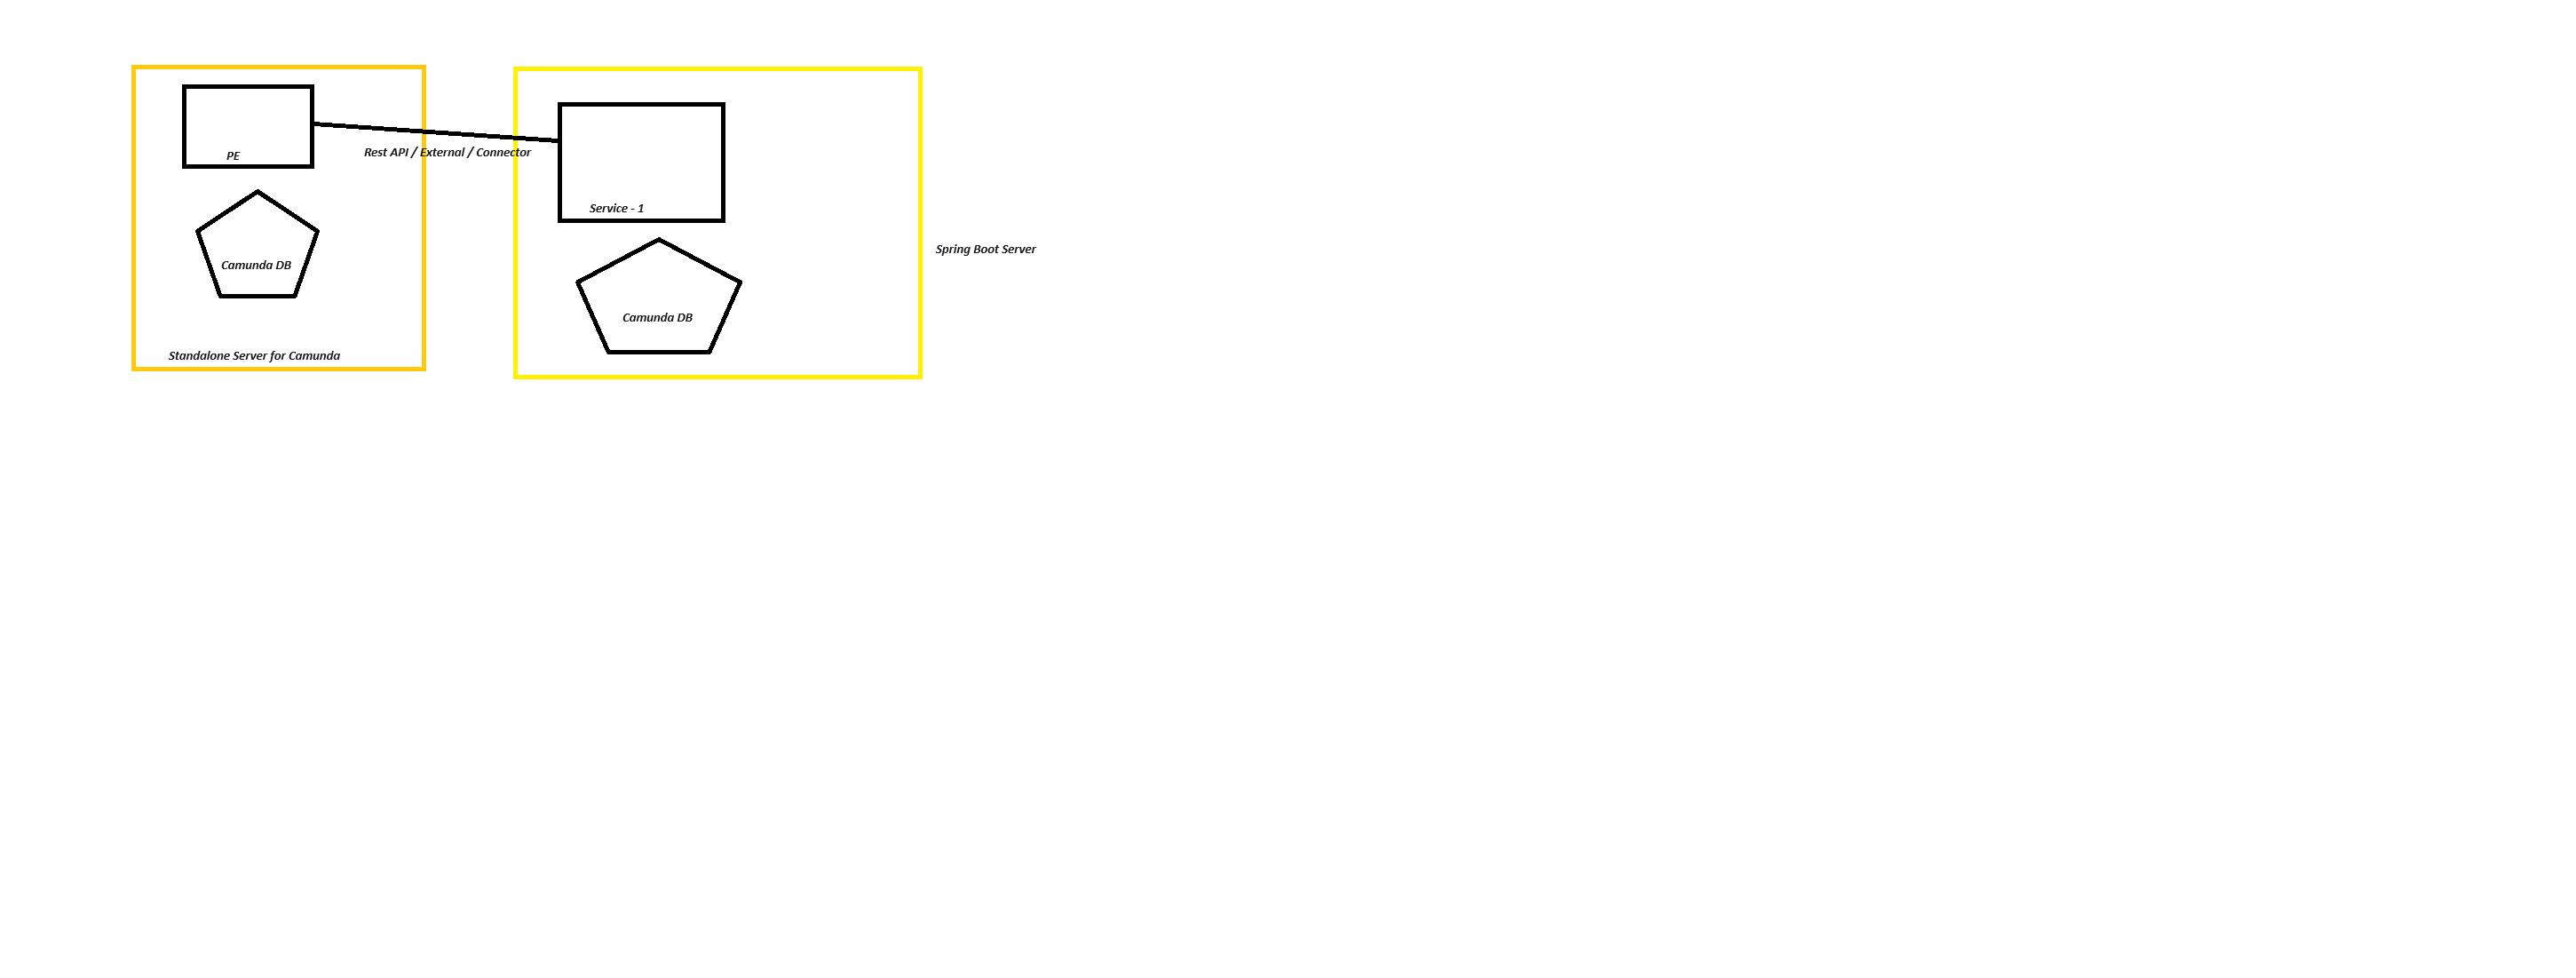 PE
Rest API / External / Connector
Camunda DB
Standalone Server for Camunda
Service - 1
Camunda DB
Spring Boot Server